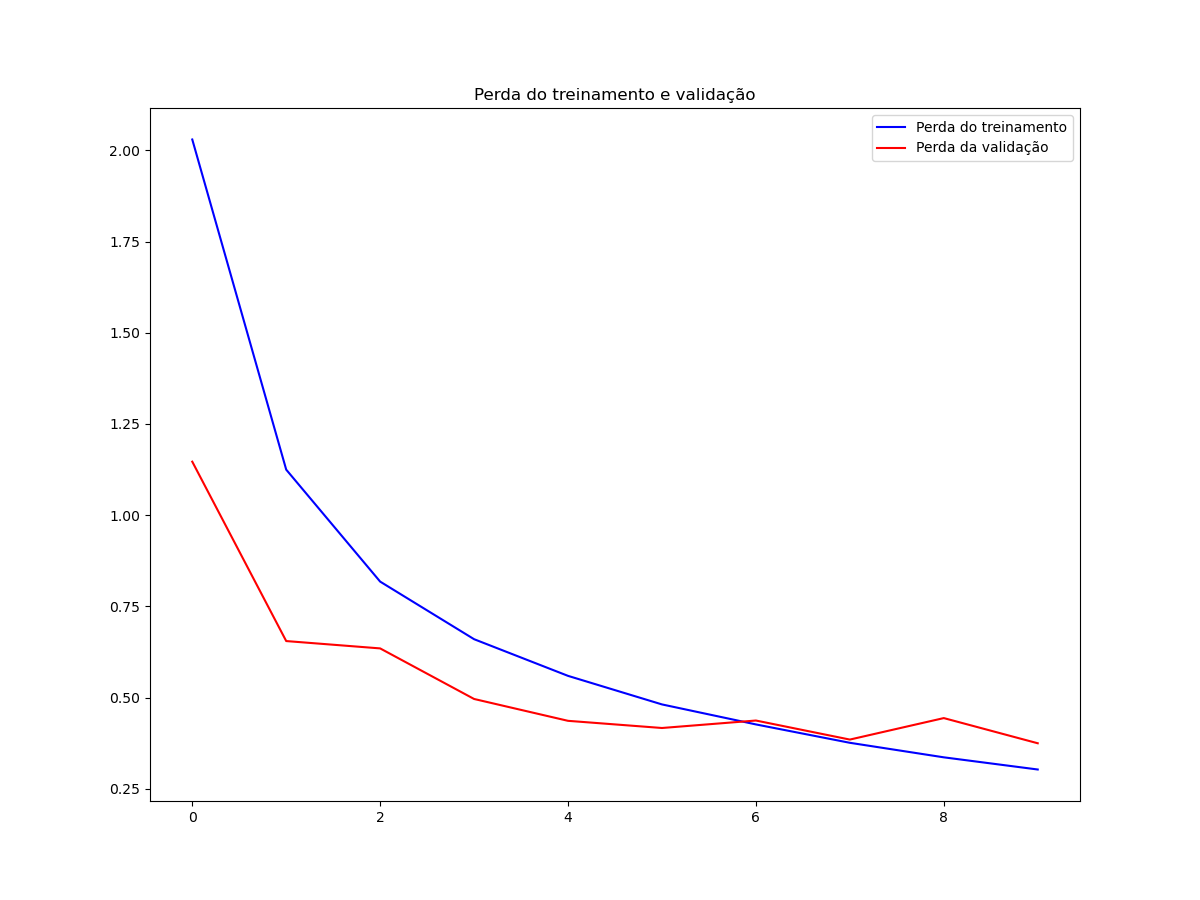 Perda do treinamento e validação
Perda do treinamento
Perda da validação
2.00
1.75
1.50
1.25
1.00
0.75
0.50
0.25
0 2 4 6 8